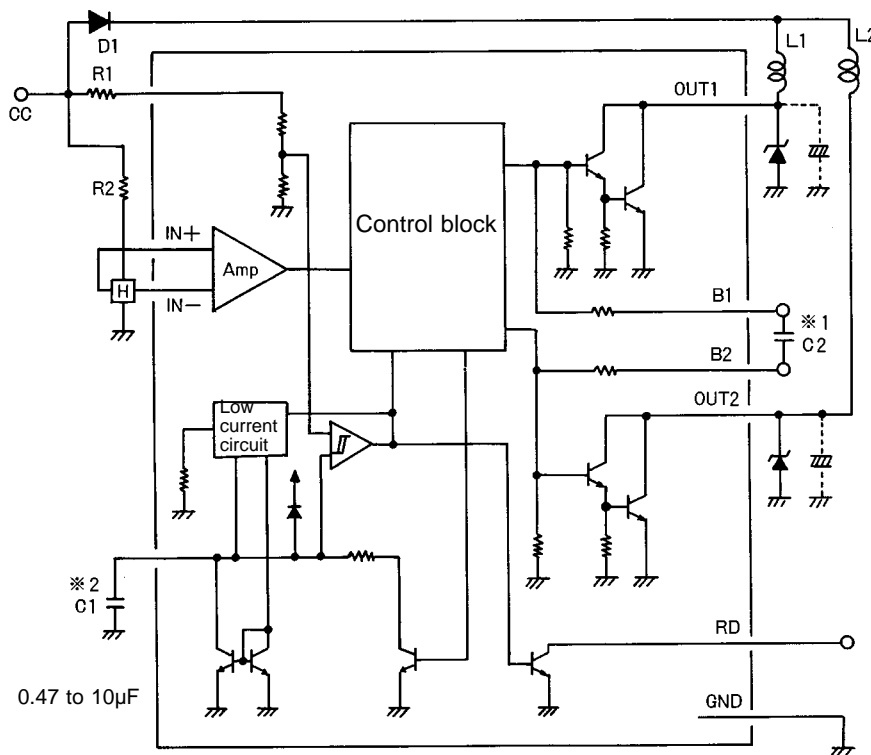 D1
L1
L2
R1
OUT1
CC
R2
Control block
IN+
Amp
H
IN−
B1
※1
C2
B2
OUT2
Low
current
circuit
※2
C1
RD
0.47 to 10µF
GND